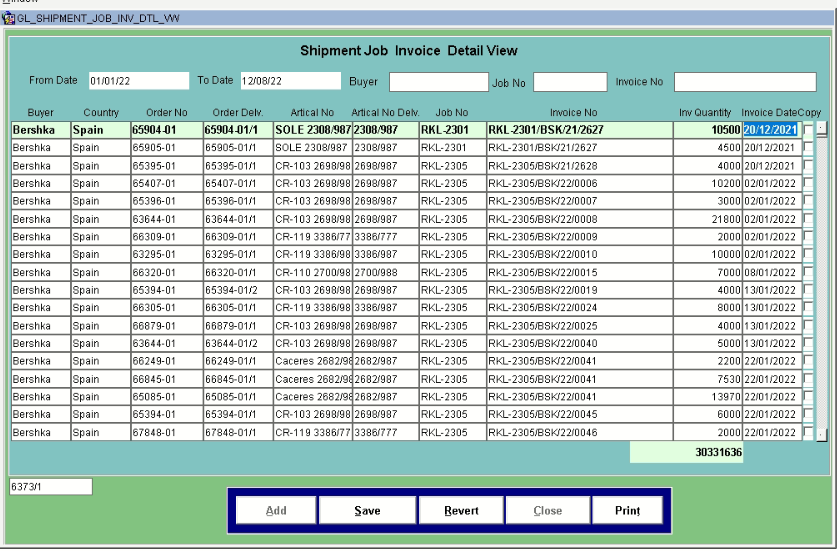 Window
GL_SHIPMENT_JOB_INV_DTL_VW
Shipment Job Invoice Detail View
From Date 01/01/22 To Date 12/08/22 Buyer Job No Invoice No
Buyer Country Order No Order Delv. Artical No Artical No Delv. Job No Invoice No Inv Quantity Invoice Date Copy
Bershka Spain 65904-01 65904-01/1 SOLE 2308/987 2308/987 RKL-2301 RKL-2301/BSK/21/2627 10500 20/12/2021
Bershka Spain 65905-01 65905-01/1 SOLE 2308/987 2308/987 RKL-2301 RKL-2301/BSK/21/2627 4500 20/12/2021
Bershka Spain 65395-01 65395-01/1 CR-103 2698/98 2698/987 RKL-2305 RKL-2305/BSK/21/2628 4000 20/12/2021
Bershka Spain 65407-01 65407-01/1 CR-103 2698/98 2698/987 RKL-2305 RKL-2305/BSK/22/0006 10200 02/01/2022
Bershka Spain 65396-01 65396-01/1 CR-103 2698/98 2698/987 RKL-2305 RKL-2305/BSK/22/0007 3000 02/01/2022
Bershka Spain 63644-01 63644-01/1 CR-103 2698/98 2698/987 RKL-2305 RKL-2305/BSK/22/0008 21800 02/01/2022
Bershka Spain 66309-01 66309-01/1 CR-119 3386/77 3386/777 RKL-2305 RKL-2305/BSK/22/0009 2000 02/01/2022
Bershka Spain 63295-01 63295-01/1 CR-119 3386/98 3386/987 RKL-2305 RKL-2305/BSK/22/0010 10000 02/01/2022
Bershka Spain 66320-01 66320-01/1 CR-110 2700/98 2700/988 RKL-2305 RKL-2305/BSK/22/0015 7000 08/01/2022
Bershka Spain 65394-01 65394-01/2 CR-103 2698/98 2698/987 RKL-2305 RKL-2305/BSK/22/0019 4000 13/01/2022
Bershka Spain 66305-01 66305-01/1 CR-119 3386/98 3386/987 RKL-2305 RKL-2305/BSK/22/0024 8000 13/01/2022
Bershka Spain 66879-01 66879-01/1 CR-103 2698/98 2698/987 RKL-2305 RKL-2305/BSK/22/0025 4000 13/01/2022
Bershka Spain 63644-01 63644-01/2 CR-103 2698/98 2698/987 RKL-2305 RKL-2305/BSK/22/0040 5000 13/01/2022
Bershka Spain 66249-01 66249-01/1 Caceres 2682/98 2682/987 RKL-2305 RKL-2305/BSK/22/0041 2200 22/01/2022
Bershka Spain 66845-01 66845-01/1 Caceres 2682/98 2682/987 RKL-2305 RKL-2305/BSK/22/0041 7530 22/01/2022
Bershka Spain 65085-01 65085-01/1 Caceres 2682/98 2682/987 RKL-2305 RKL-2305/BSK/22/0041 13970 22/01/2022
Bershka Spain 65394-01 65394-01/1 CR-103 2698/98 2698/987 RKL-2305 RKL-2305/BSK/22/0045 6000 22/01/2022
Bershka Spain 67848-01 67848-01/1 CR-119 3386/77 3386/777 RKL-2305 RKL-2305/BSK/22/0046 2000 22/01/2022
30331636
6373/1
Add Save Revert Close Print